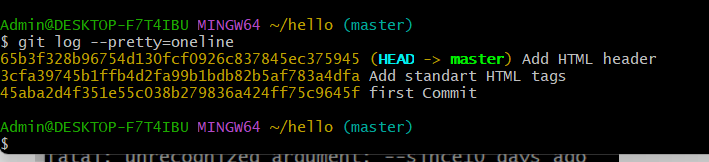 Admin@DESKTOP-F7T4IBU MINGW64 ~/hello (master)
$ git log --pretty=oneline
65b3f328b96754d130fcf0926c837845ec375945 (HEAD -> master) Add HTML header
3cfa39745b1ffb4d2fa99b1bdb82b5af783a4dfa Add standart HTML tags
45aba2d4f351e55c038b279836a424ff75c9645f first Commit
Admin@DESKTOP-F7T4IBU MINGW64 ~/hello (master)
$
fatal: unrecognized argument: --since10 days ago